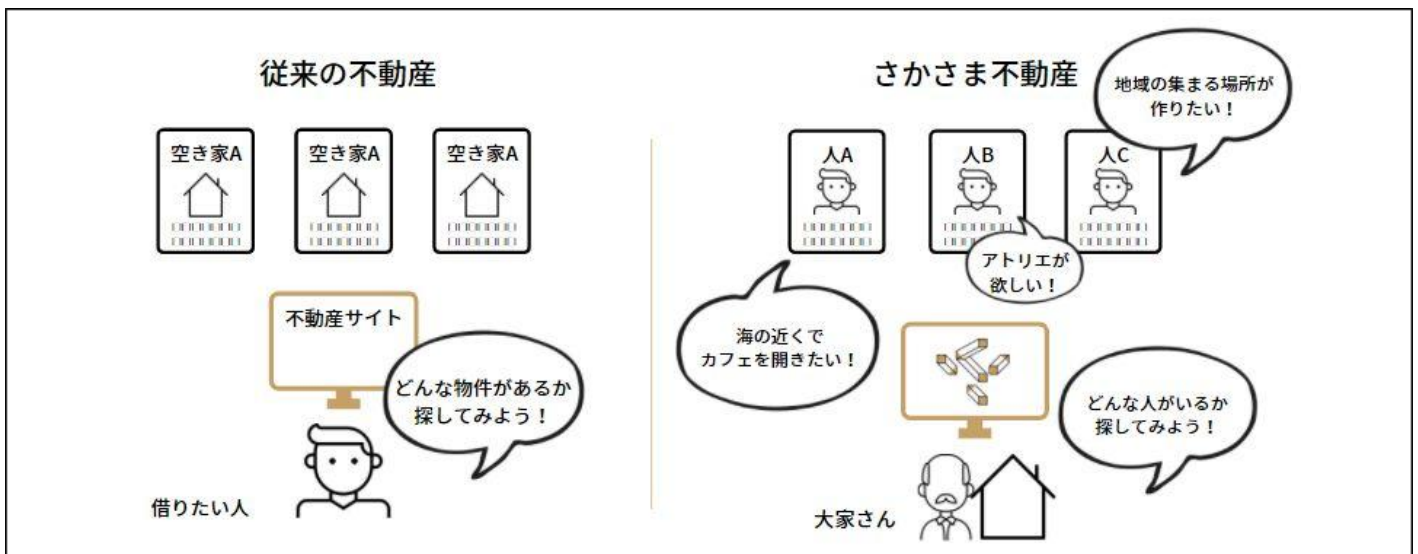 従来の不動産
空き家A
空き家A
空き家A
不動産サイト
どんな物件があるか
探してみよう！
借りたい人
さかさま不動産
地域の集まる場所が
作りたい！
人A
人B
人C
アトリエが
欲しい！
海の近くで
カフェを開きたい！
どんな人がいるか
探してみよう！
大家さん